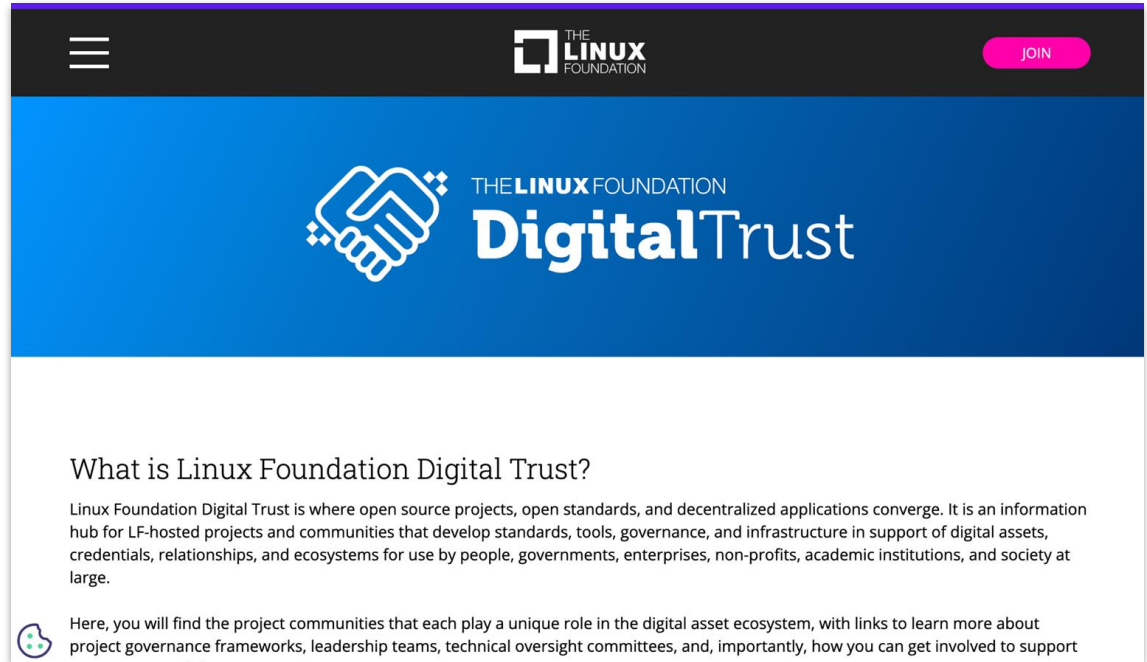 THE
LINUX
FOUNDATION
JOIN
THE LINUX FOUNDATION
DigitalTrust
What is Linux Foundation Digital Trust?
Linux Foundation Digital Trust is where open source projects, open standards, and decentralized applications converge. It is an information
hub for LF-hosted projects and communities that develop standards, tools, governance, and infrastructure in support of digital assets,
credentials, relationships, and ecosystems for use by people, governments, enterprises, non-profits, academic institutions, and society at
large.
Here, you will find the project communities that each play a unique role in the digital asset ecosystem, with links to learn more about
project governance frameworks, leadership teams, technical oversight committees, and, importantly, how you can get involved to support